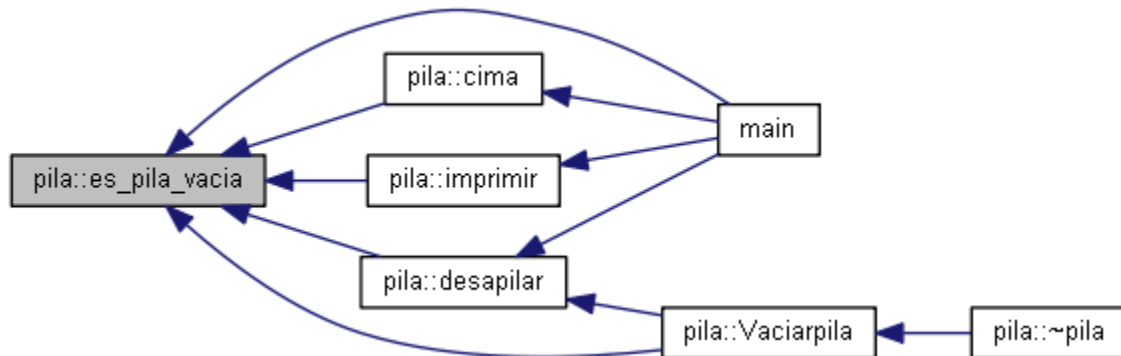 pila::cima
main
pila::es_pila_vacia
pila::imprimir
pila::desapilar
pila::Vaciarpila
pila::~pila